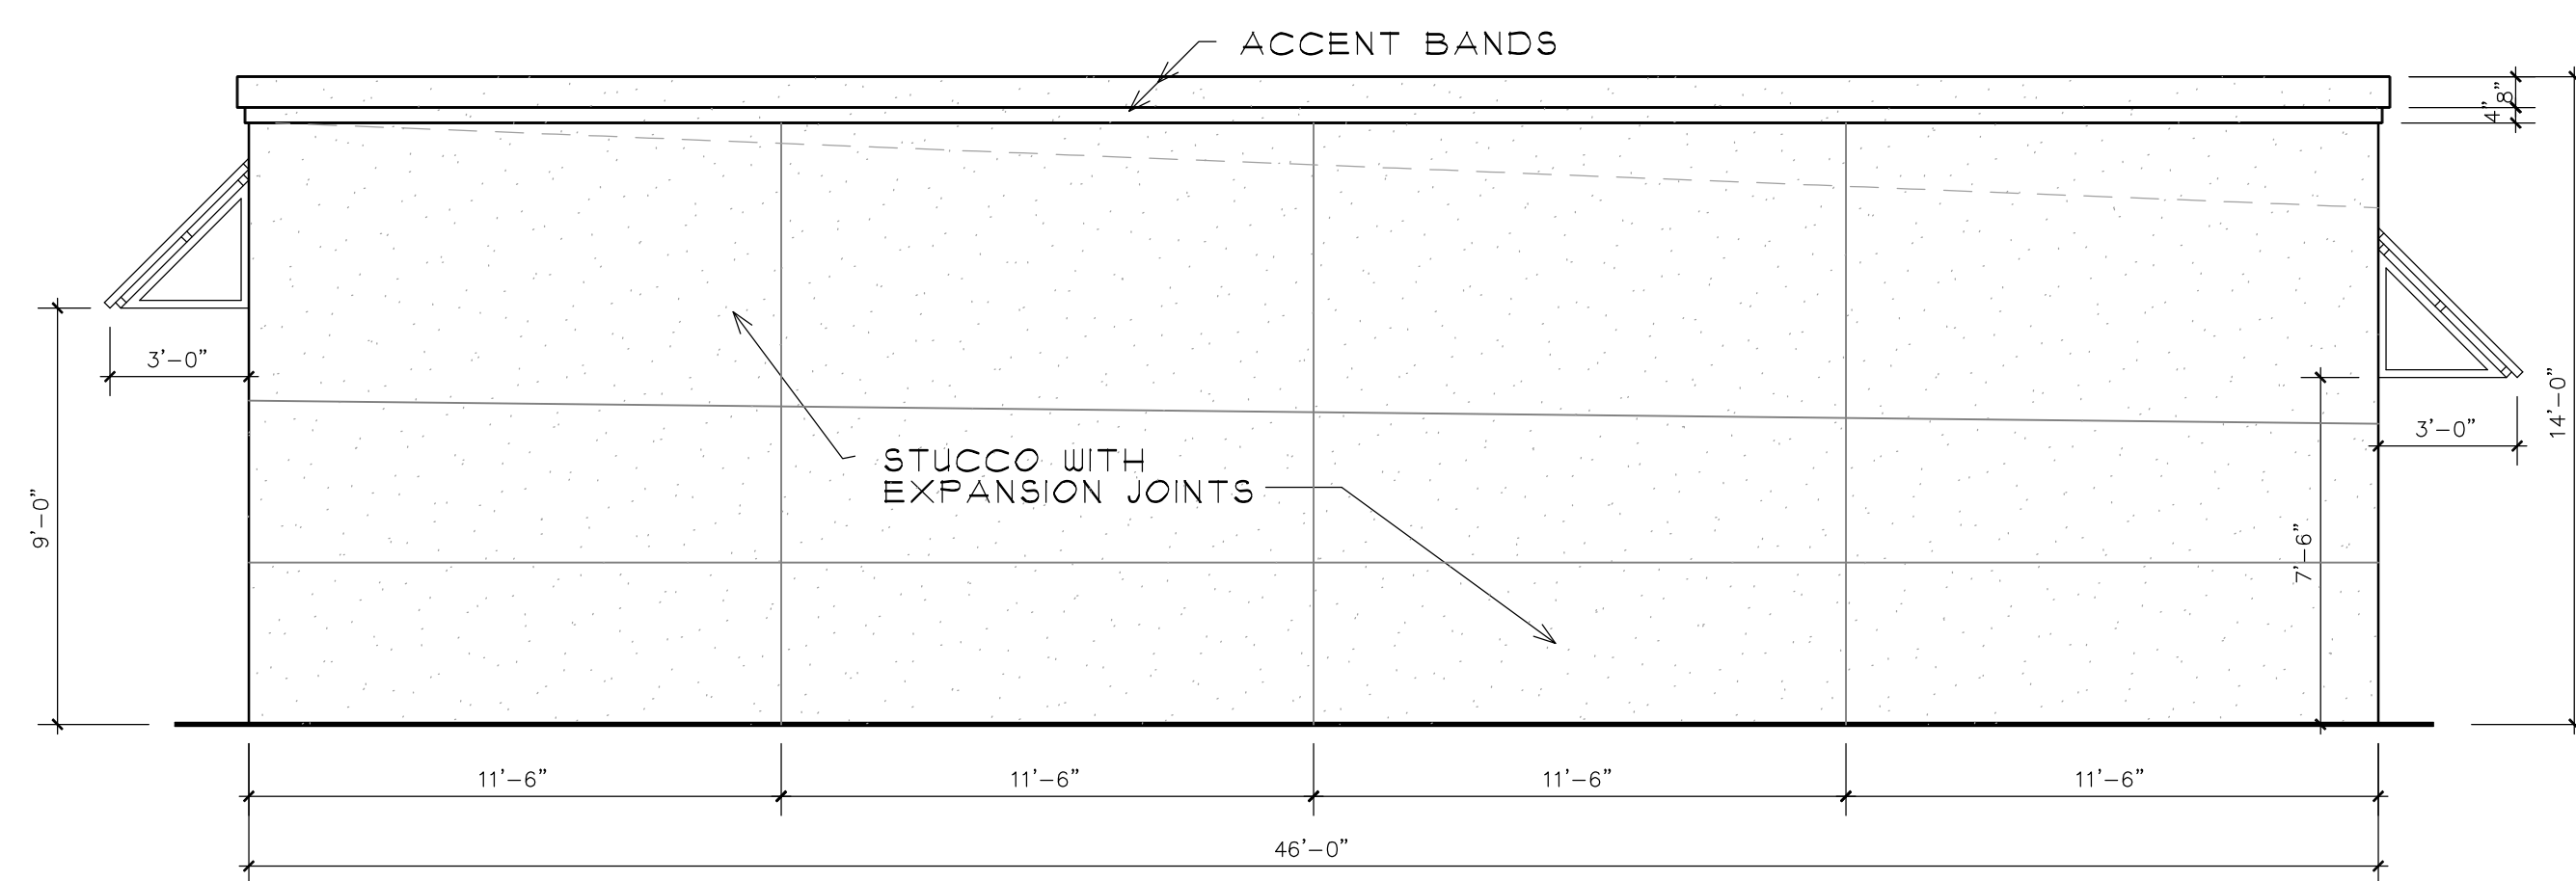 ACCENT BANDS
8”
4”
3’-0”
14’-0”
3’-0”
STUCCO WITH
EXPANSION JOINTS
9’-0”
7’-6”
11’-6” 11’-6” 11’-6” 11’-6”
46’-0”